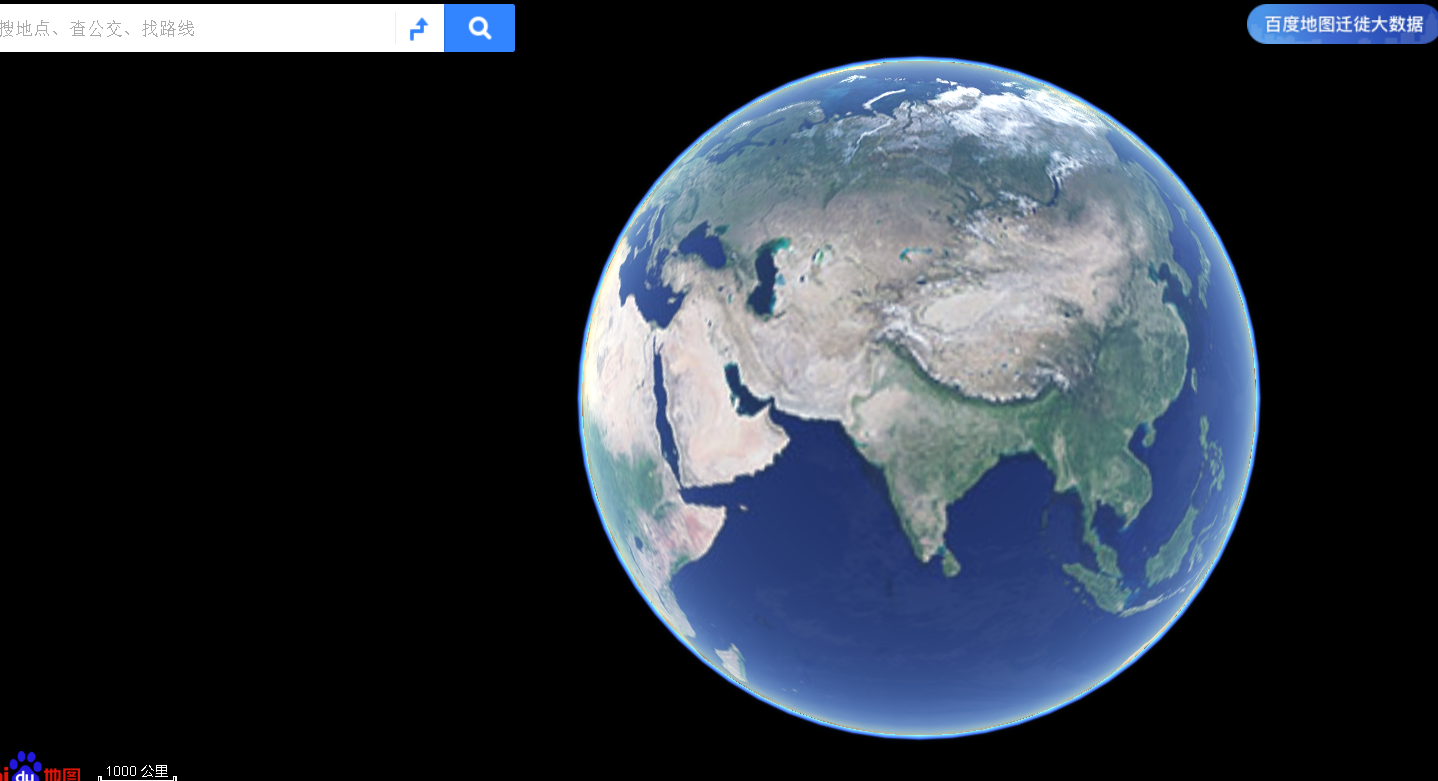 搜地点、查公交、找路线
百度地图迁徙大数据
du 地图
1000 公里